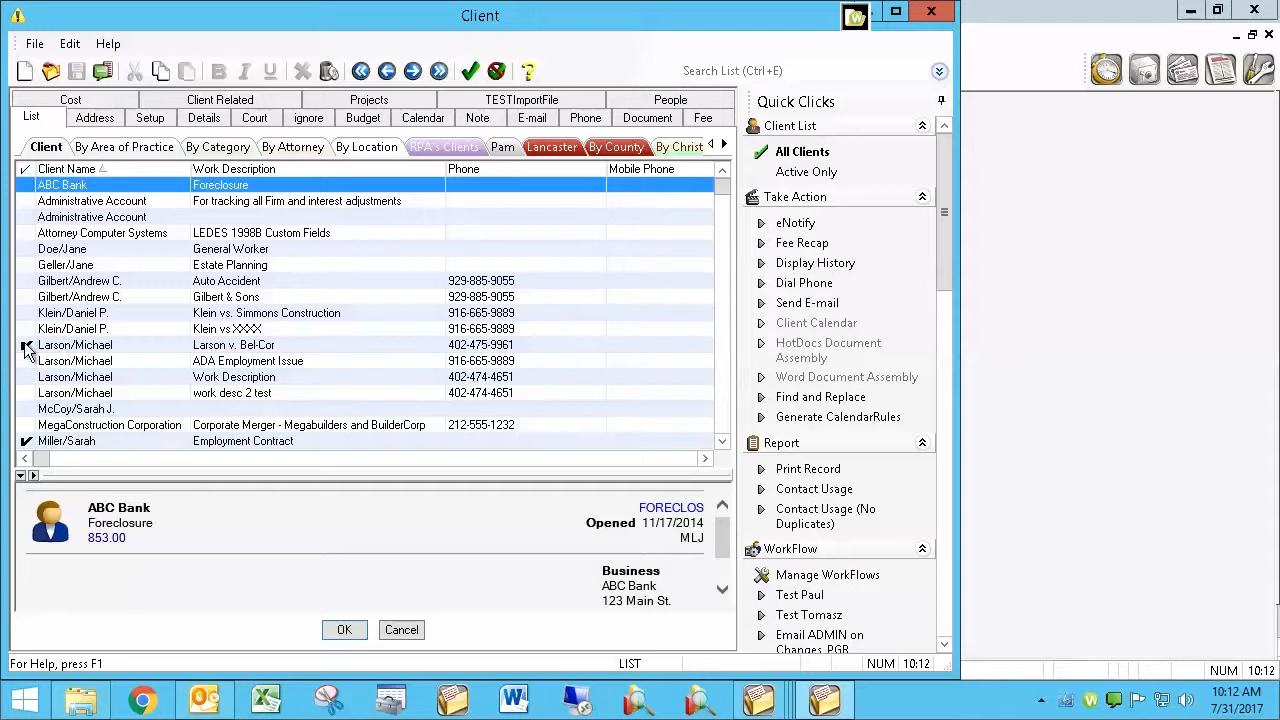 Client
File Edit Help
Search List (Ctrl+E)
Cost Client Related Projects TESTImportFile People
List Address Setup Details Court ignore Budget Calendar Note E-mail Phone Document Fee
Client By Area of Practice By Category By Attorney By Location RPA's Clients Pam Lancaster By County By Christ
Client Name Work Description Phone Mobile Phone
ABC Bank Foreclosure
Administrative Account For tracking all Firm and interest adjustments
Administrative Account
Attorney Computer Systems LEDES 1998B Custom Fields
Doe/Jane General Worker
Geller/Jane Estate Planning
Gilbert/Andrew C. Auto Accident 929-885-9055
Gilbert/Andrew C. Gilbert & Sons 929-885-9055
Klein/Daniel P. Klein vs. Simmons Construction 916-665-9889
Klein/Daniel P. Klein vs XXXX 916-665-9889
Larson/Michael Larson v. Bel-Cor 402-475-9961
Larson/Michael ADA Employment Issue 916-665-9889
Larson/Michael Work Description 402-474-4651
Larson/Michael work desc 2 test 402-474-4651
McCoy/Sarah J.
MegaConstruction Corporation Corporate Merger - Megabuilders and BuilderCorp 212-555-1232
Miller/Sarah Employment Contract
ABC Bank FORECLOS
Foreclosure Opened 11/17/2014
853.00 MLJ
Business
ABC Bank
123 Main St.
OK Cancel
For Help, press F1 LIST NUM 10:12
Quick Clicks
Client List
All Clients
Active Only
Take Action
eNotify
Fee Recap
Display History
Dial Phone
Send E-mail
Client Calendar
HotDocs Document
Assembly
Word Document Assembly
Find and Replace
Generate CalendarRules
Report
Print Record
Contact Usage
Contact Usage (No
Duplicates)
WorkFlow
Manage WorkFlows
Test Paul
Test Tomasz
Email ADMIN on
Changes PGR
NUM 10:12
10:12 AM
7/31/2017